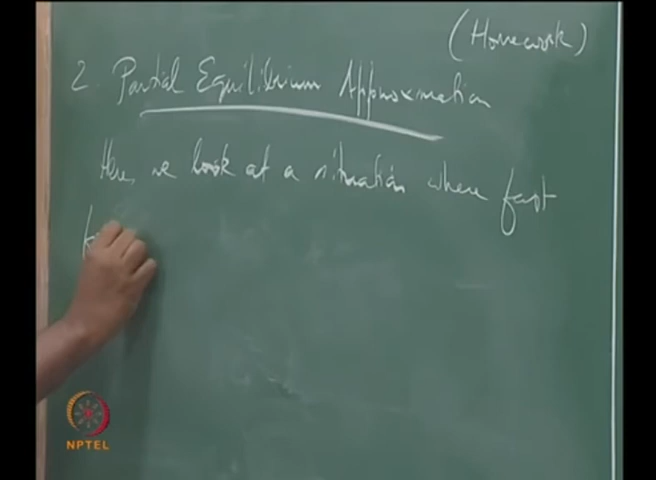 (Homework)
2. Partial Equilibrium Approximation
Here, we look at a situation where fast
NPTEL